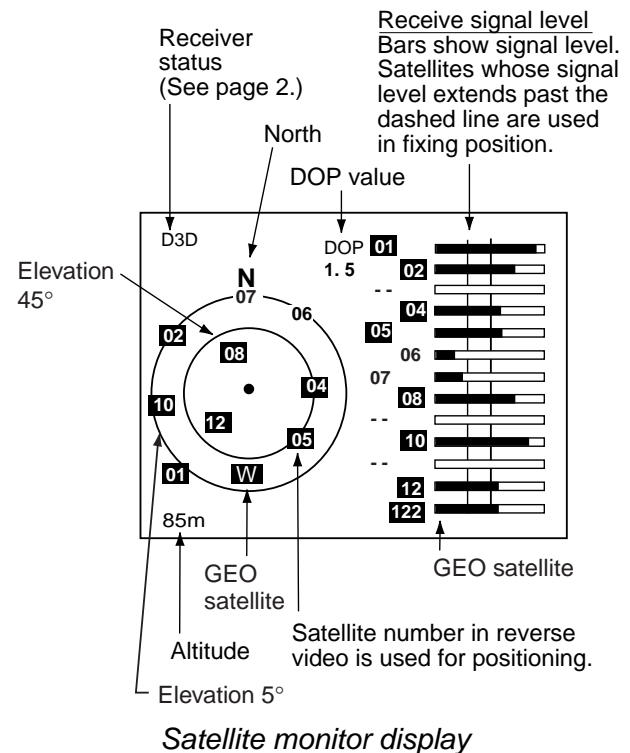 Receive signal level
Bars show signal level.
Satellites whose signal
level extends past the
dashed line are used
in fixing position.
Receiver
status
(See page 2.)
North
DOP value
D3D
DOP
1. 5
Elevation
45°
N
07
06
02
08
04
10
12
05
01
W
85m
01
02
- -
04
05
06
07
08
- -
10
- -
12
122
GEO
satellite
GEO satellite
Altitude
Satellite number in reverse
video is used for positioning.
Elevation 5°
Satellite monitor display